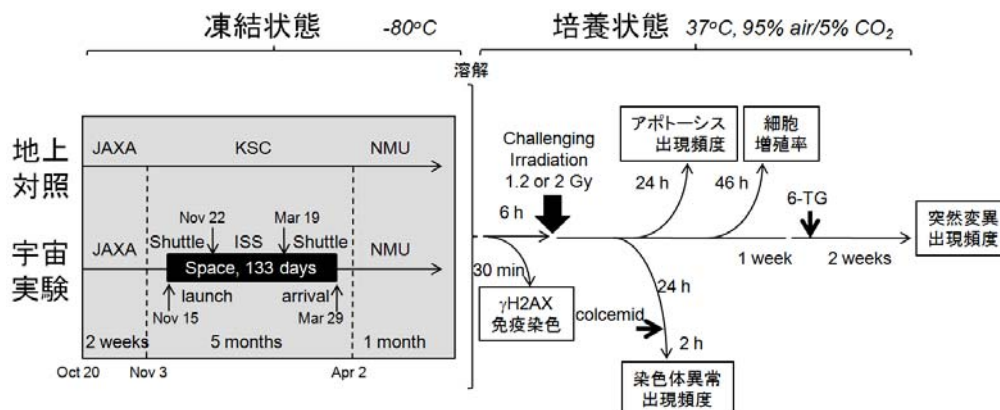 凍結状態 -80ºC
培養状態 37ºC, 95% air/5% CO2
溶解
地上
対照
JAXA KSC NMU
宇宙
実験
JAXA
Nov 22
Mar 19
Shuttle ISS Shuttle
NMU
Space, 133 days
launch
arrival
Nov 15
Mar 29
2 weeks 5 months 1 month
Oct 20 Nov 3 Apr 2
Challenging
Irradiation
1.2 or 2 Gy
6 h
アポトーシス
出現頻度
24 h
細胞
増殖率
46 h
6-TG
突然変異
出現頻度
1 week 2 weeks
30 min
γH2AX
免疫染色
24 h
colcemid
2 h
染色体異常
出現頻度